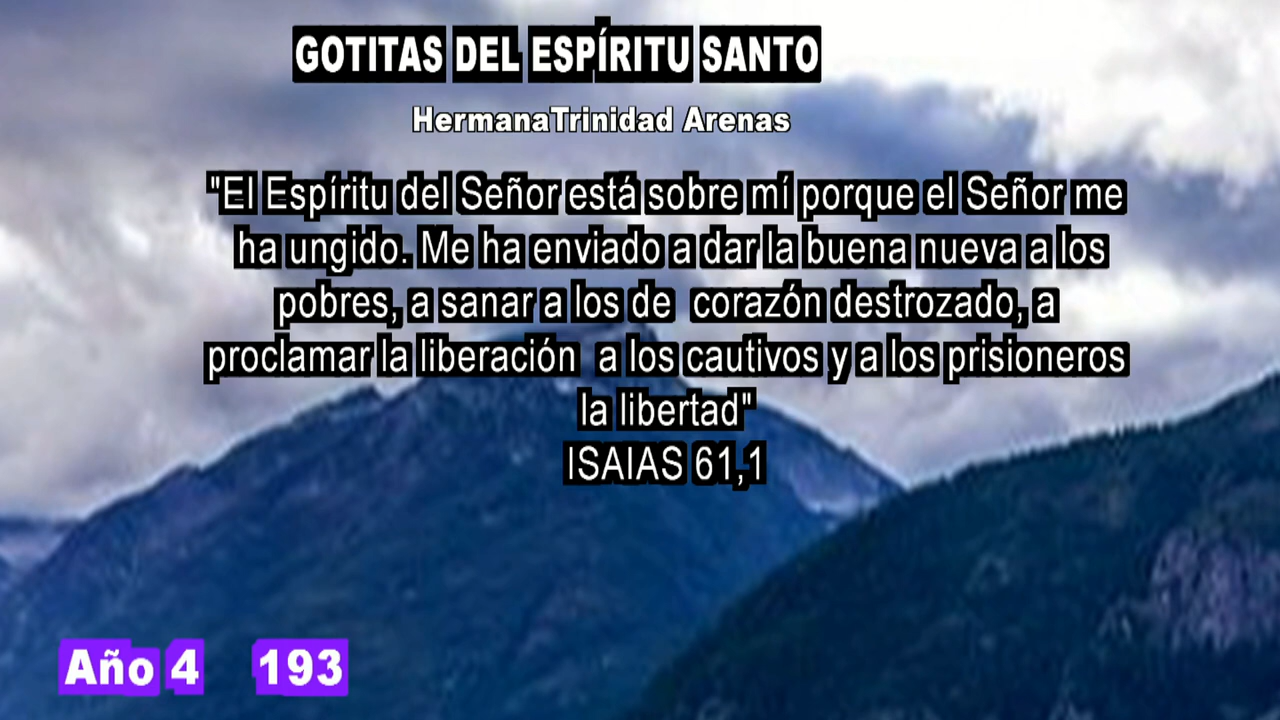 GOTITAS DEL ESPÍRITU SANTO
HermanaTrinidad Arenas
"El Espíritu del Señor está sobre mí porque el Señor me
ha ungido. Me ha enviado a dar la buena nueva a los
pobres, a sanar a los de  corazón destrozado, a
proclamar la liberación  a los cautivos y a los prisioneros
la libertad"
ISAIAS 61,1
Año 4    193